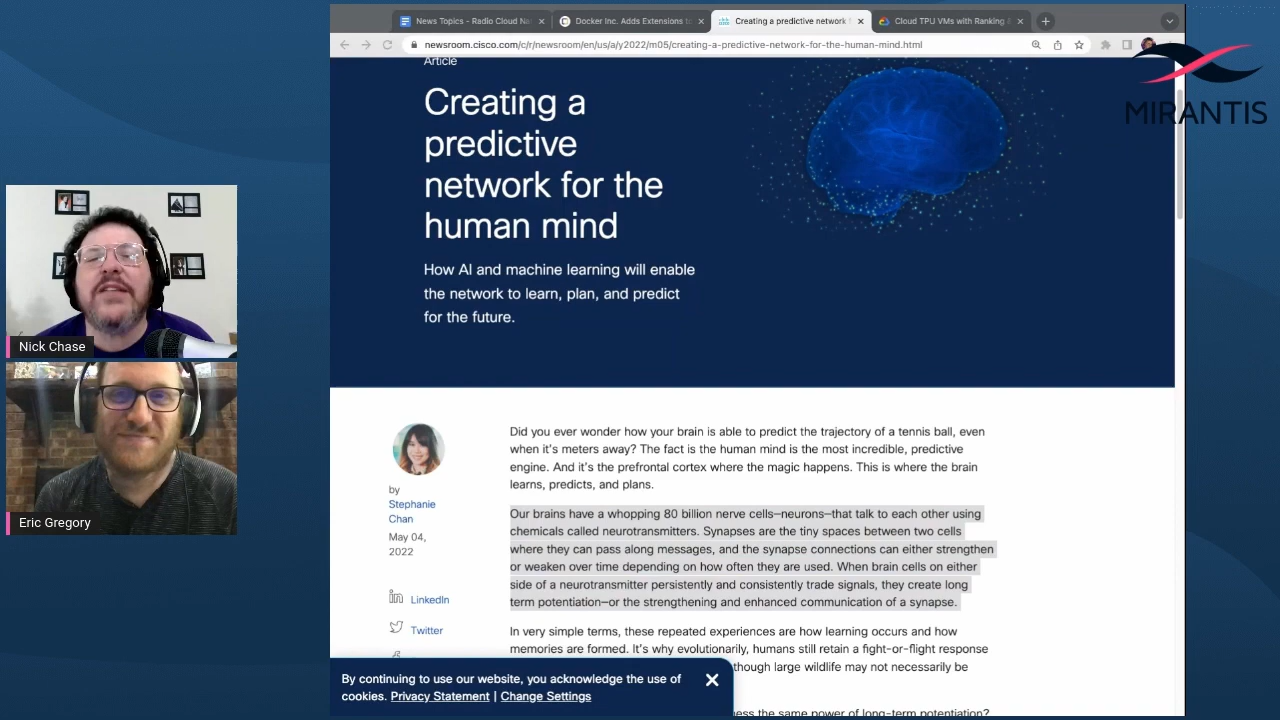 News Topics - Radio Cloud Na
Docker Inc. Adds Extensions to
Creating a predictive network
Cloud TPU VMs with Ranking &
newsroom.cisco.com/c/r/newsroom/en/us/a/y2022/m05/creating-a-predictive-network-for-the-human-mind.html
MIRANTIS
Article
Creating a
predictive
network for the
human mind
How AI and machine learning will enable
the network to learn, plan, and predict
for the future.
Nick Chase
Eric Gregory
by
Stephanie
Chan
May 04,
2022
LinkedIn
Twitter
Did you ever wonder how your brain is able to predict the trajectory of a tennis ball, even
when it's meters away? The fact is the human mind is the most incredible, predictive
engine. And it's the prefrontal cortex where the magic happens. This is where the brain
learns, predicts, and plans.
Our brains have a whopping 80 billion nerve cells—neurons—that talk to each other using
chemicals called neurotransmitters. Synapses are the tiny spaces between two cells
where they can pass along messages, and the synapse connections can either strengthen
or weaken over time depending on how often they are used. When brain cells on either
side of a neurotransmitter persistently and consistently trade signals, they create long
term potentiation—or the strengthening and enhanced communication of a synapse.
In very simple terms, these repeated experiences are how learning occurs and how
memories are formed. It's why evolutionarily, humans still retain a fight-or-flight response
though large wildlife may not necessarily be
ness the same power of long-term potentiation?
By continuing to use our website, you acknowledge the use of
cookies. Privacy Statement | Change Settings